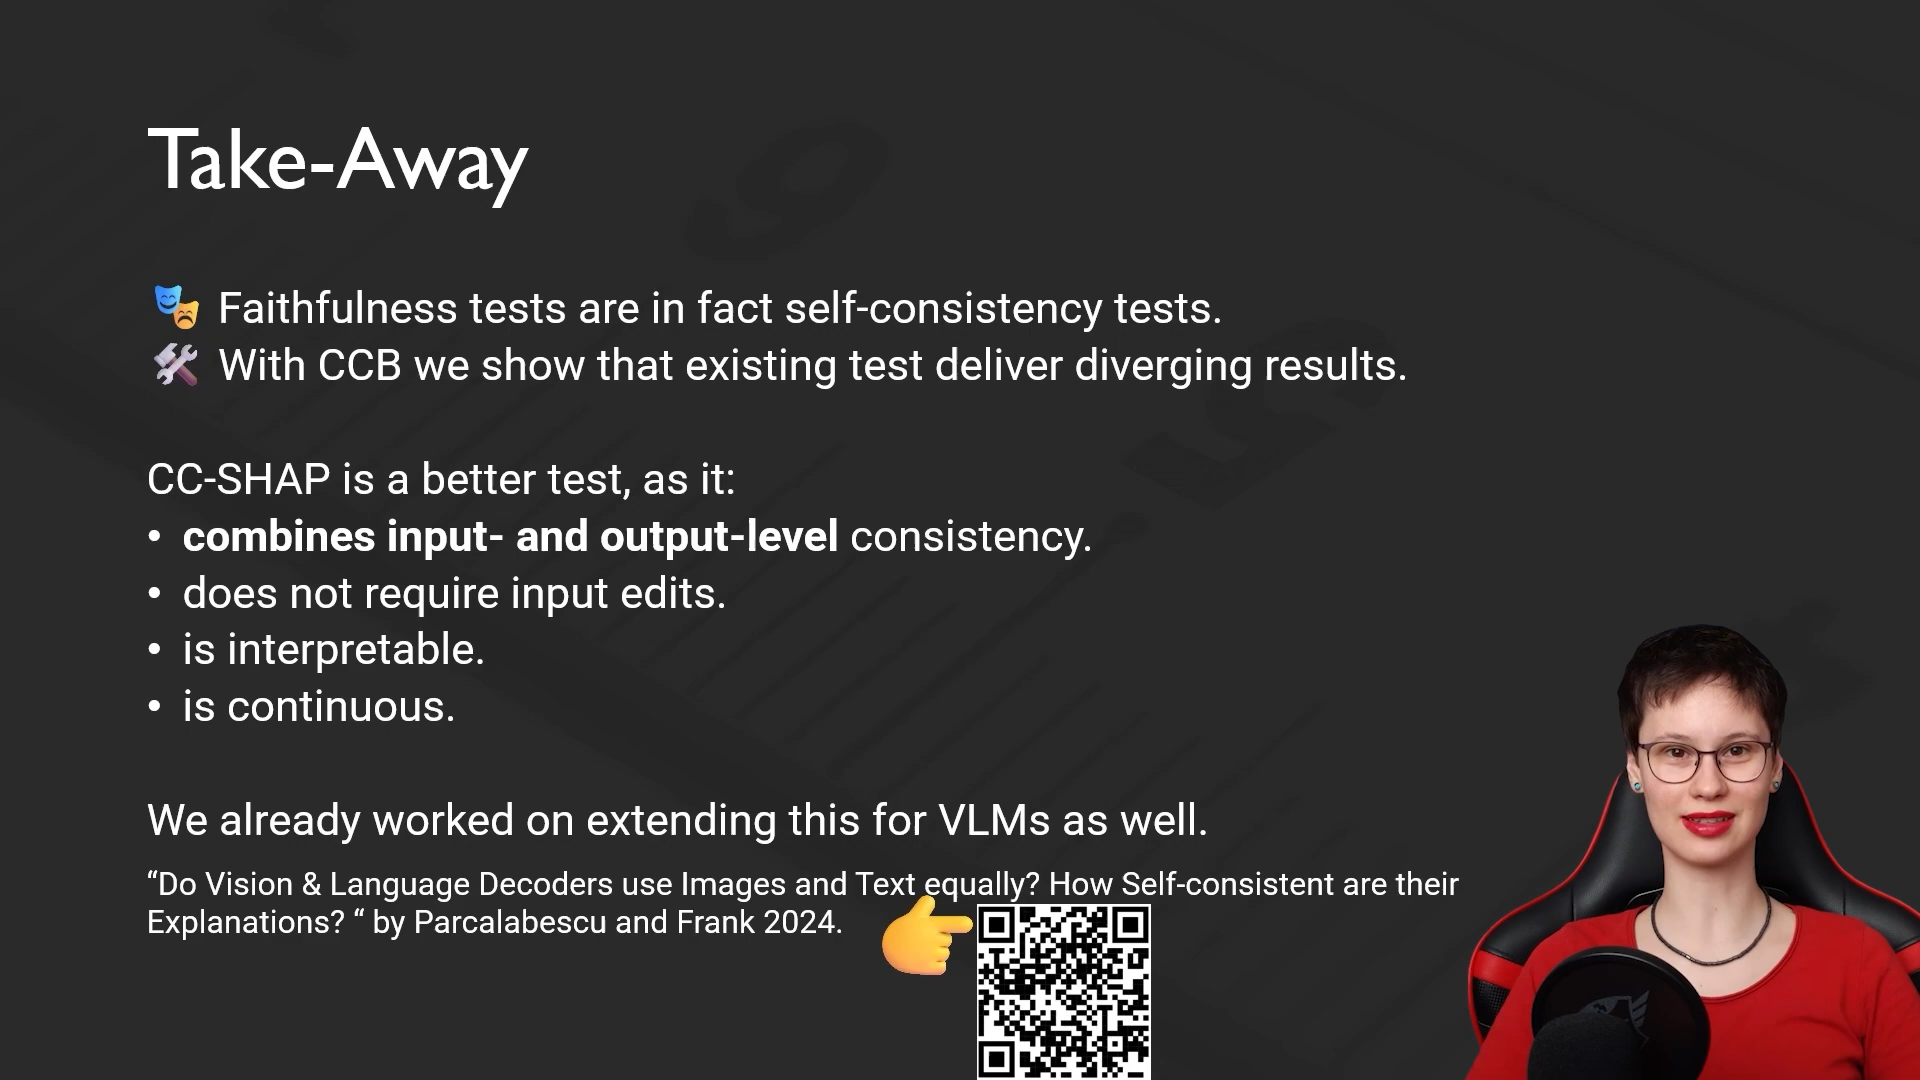 Take-Away
Faithfulness tests are in fact self-consistency tests.
With CCB we show that existing test deliver diverging results.
CC-SHAP is a better test, as it:
• combines input- and output-level consistency.
• does not require input edits.
• is interpretable.
• is continuous.
We already worked on extending this for VLMs as well.
“Do Vision & Language Decoders use Images and Text equally? How Self-consistent are their
Explanations? “ by Parcalabescu and Frank 2024.